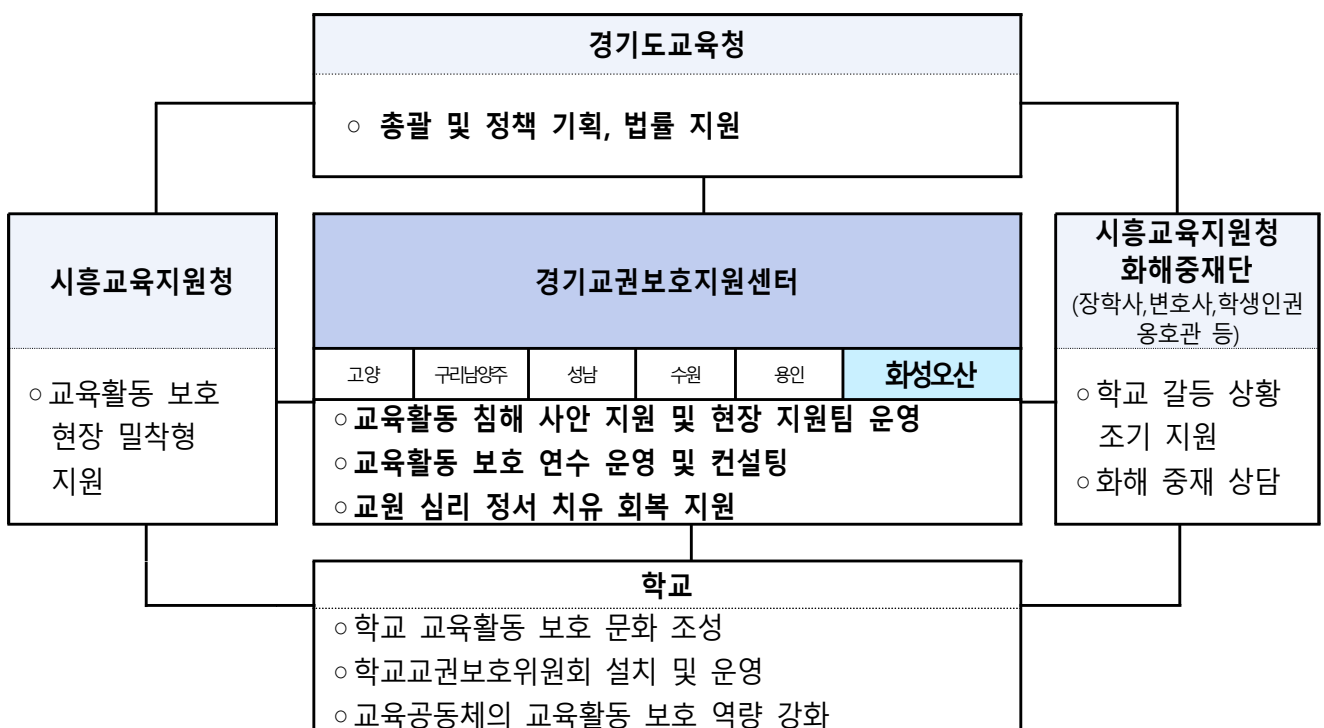 경기도교육청
○ 총괄 및 정책 기획, 법률 지원
시흥교육지원청
○교육활동 보호
현장 밀착형
지원
경기교권보호지원센터
고양 구리남양주 성남 수원 용인 화성오산
○교육활동 침해 사안 지원 및 현장 지원팀 운영
○교육활동 보호 연수 운영 및 컨설팅
○교원 심리 정서 치유 회복 지원
시흥교육지원청
화해중재단
(장학사,변호사,학생인권
옹호관 등)
○학교 갈등 상황
조기 지원
○화해 중재 상담
학교
○학교 교육활동 보호 문화 조성
○학교교권보호위원회 설치 및 운영
○교육공동체의 교육활동 보호 역량 강화